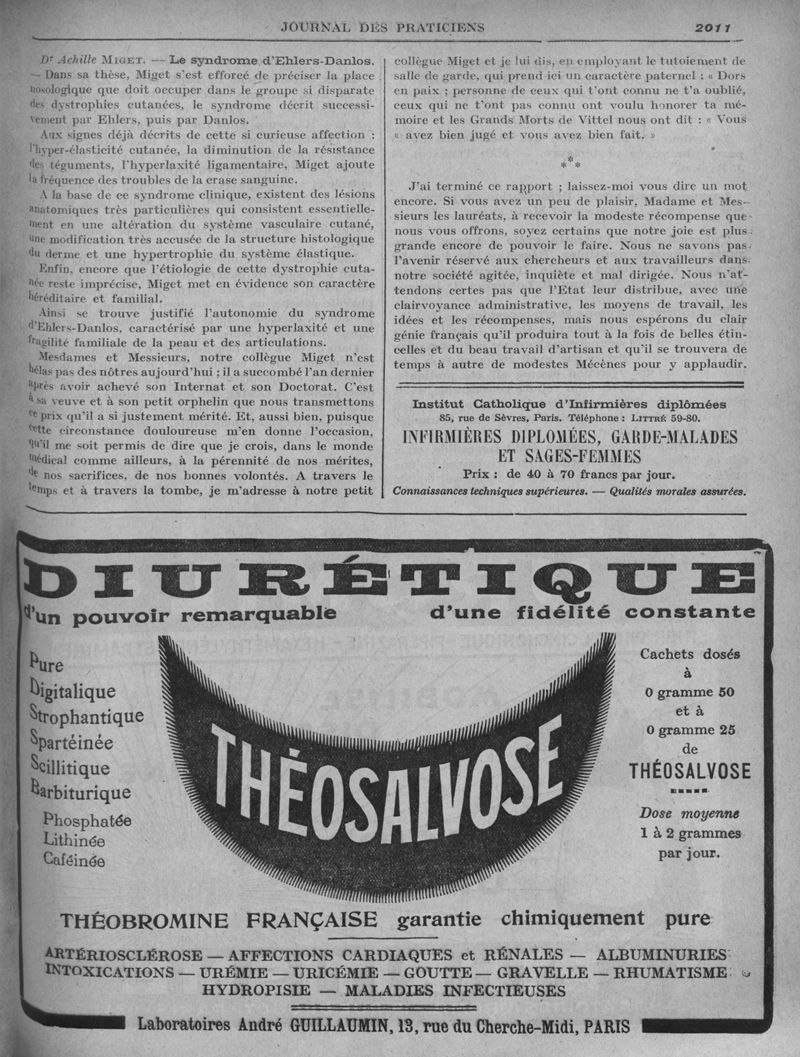 JOURNAL DES PRATICIENS 2011
Dr Achille MIGET. — Le syndrome d'Ehlers-Danlos.
— Dans sa thèse, Miget s'est efforcé de préciser la place
nosologique que doit occuper dans le groupe si disparate
des dystrophies cutanées, le syndrome décrit successi-
vement par Ehlers, puis par Danlos.
Aux signes déjà décrits de cette si curieuse affection :
l'hyper-élasticité cutanée, la diminution de la résistance
des téguments, l'hyperlaxité ligamentaire, Miget ajoute
la fréquence des troubles de la crase sanguine.
A la base de ce syndrome clinique, existent des lésions
anatomiques très particulières qui consistent essentielle-
ment en une altération du système vasculaire cutané,
une modification très accusée de la structure histologique
du derme et une hypertrophie du système élastique.
Enfin, encore que l'étiologie de cette dystrophie cuta-
née reste imprécise, Miget met en évidence son caractère
héréditaire et familial.
Ainsi se trouve justifié l'autonomie du syndrome
d'Ehlers-Danlos, caractérisé par une hyperlaxité et une
fragilité familiale de la peau et des articulations.
Mesdames et Messieurs, notre collègue Miget n'est
hélas pas des nôtres aujourd'hui ; il a succombé l'an dernier
après avoir achevé son Internat et son Doctorat. C'est
à sa veuve et à son petit orphelin que nous transmettons
ce prix qu'il a si justement mérité. Et, aussi bien, puisque
cette circonstance douloureuse m'en donne l'occasion,
qu'il me soit permis de dire que je crois, dans le monde
médical comme ailleurs, à la pérennité de nos mérites,
de nos sacrifices, de nos bonnes volontés. A travers le
temps et à travers la tombe, je m'adresse à notre petit
collègue Miget et je lui dis, en employant le tutoiement de
salle de garde, qui prend ici un caractère paternel : « Dors
en paix ; personne de ceux qui t'ont connu ne t'a oublié,
ceux qui ne t'ont pas connu ont voulu honorer ta mé-
moire et les Grands Morts de Vittel nous ont dit : « Vous
« avez bien jugé et vous avez bien fait. »
***
J'ai terminé ce rapport ; laissez-moi vous dire un mot
encore. Si vous avez un peu de plaisir, Madame et Mes-
sieurs les lauréats, à recevoir la modeste récompense que
nous vous offrons, soyez certains que notre joie est plus
grande encore de pouvoir le faire. Nous ne savons pas
l'avenir réservé aux chercheurs et aux travailleurs dans
notre société agitée, inquiète et mal dirigée. Nous n'at-
tendons certes pas que l'Etat leur distribue, avec une
clairvoyance administrative, les moyens de travail, les
idées et les récompenses, mais nous espérons du clair
génie français qu'il produira tout à la fois de belles étin-
celles et du beau travail d'artisan et qu'il se trouvera de
temps à autre de modestes Mécènes pour y applaudir.
Institut Catholique d'Infirmières diplômées
85, rue de Sèvres, Paris. Téléphone : LITTRÉ 59-80.
INFIRMIÈRES DIPLOMÉES, GARDE-MALADES
ET SAGES-FEMMES
Prix : de 40 à 70 francs par jour.
Connaissances techniques supérieures. — Qualités morales assurées.
DIURÉTIQUE
d'un pouvoir remarquable d'une fidélité constante
Pure
Digitalique
Strophantique
Spartéinée
Scillitique
Barbiturique
Phosphatée
Lithinée
Caféinée
THÉOSALVOSE
Cachets dosés
à
0 gramme 50
et à
0 gramme 25
de
THÉOSALVOSE
Dose moyenne
1 à 2 grammes
par jour.
THÉOBROMINE FRANÇAISE garantie chimiquement pure
ARTÉRIOSCLÉROSE — AFFECTIONS CARDIAQUES et RÉNALES — ALBUMINURIES
INTOXICATIONS — URÉMIE — URICÉMIE — GOUTTE — GRAVELLE — RHUMATISME
HYDROPISIE — MALADIES INFECTIEUSES
Laboratoires André GUILLAUMIN, 13, rue du Cherche-Midi, PARIS